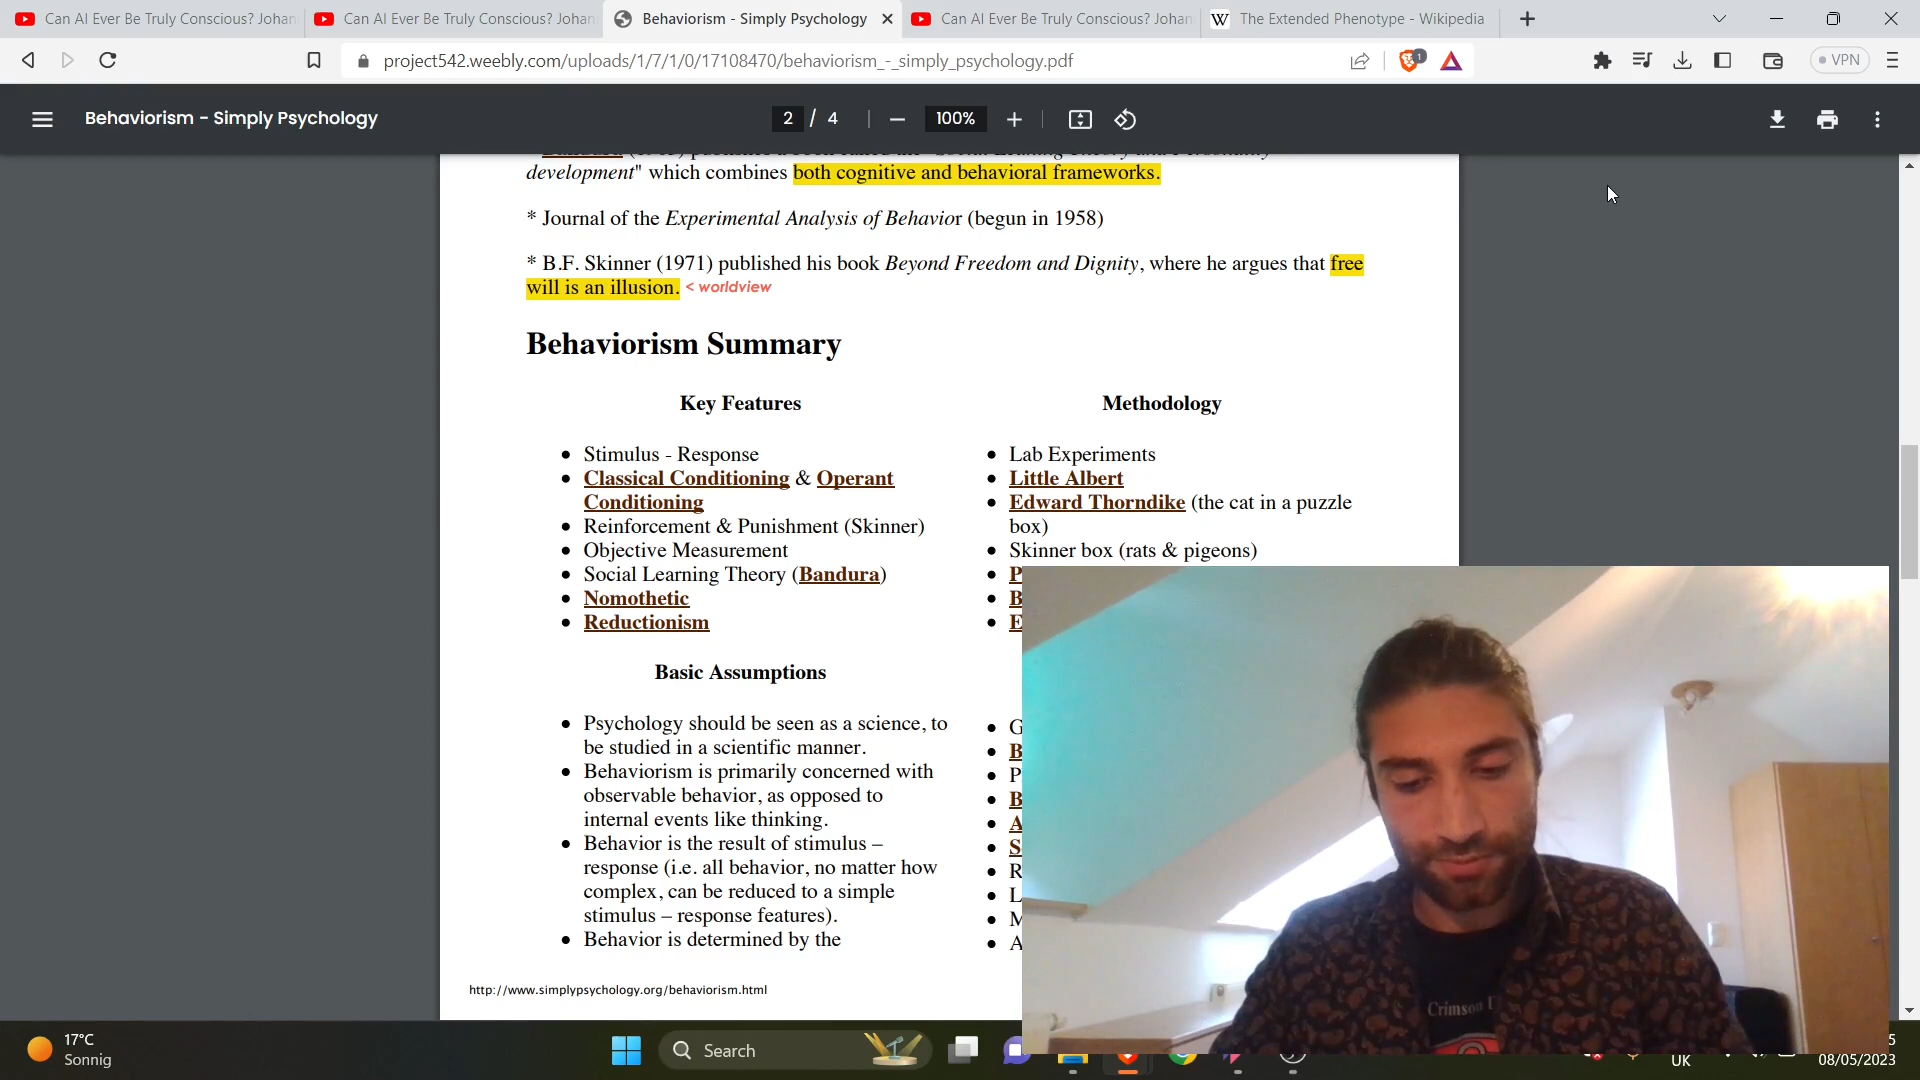 Can AI Ever Be Truly Conscious? Johan
Can AI Ever Be Truly Conscious? Johan
Behaviorism - Simply Psychology
Can AI Ever Be Truly Conscious? Johan
The Extended Phenotype - Wikipedia
project542.weebly.com/uploads/1/7/1/0/17108470/behaviorism_-_simply_psychology.pdf
1
VPN
Behaviorism - Simply Psychology
2 / 4
100%
development" which combines both cognitive and behavioral frameworks.
* Journal of the Experimental Analysis of Behavior (begun in 1958)
* B.F. Skinner (1971) published his book Beyond Freedom and Dignity, where he argues that free
will is an illusion. < worldview
Behaviorism Summary
Key Features
Stimulus - Response
Classical Conditioning & Operant
Conditioning
Reinforcement & Punishment (Skinner)
Objective Measurement
Social Learning Theory (Bandura)
Nomothetic
Reductionism
Methodology
Lab Experiments
Little Albert
Edward Thorndike (the cat in a puzzle
box)
Skinner box (rats & pigeons)
Basic Assumptions
Psychology should be seen as a science, to
be studied in a scientific manner.
Behaviorism is primarily concerned with
observable behavior, as opposed to
internal events like thinking.
Behavior is the result of stimulus –
response (i.e. all behavior, no matter how
complex, can be reduced to a simple
stimulus – response features).
Behavior is determined by the
http://www.simplypsychology.org/behaviorism.html
Crimson
17°C
Sonnig
Search
UK
08/05/2023